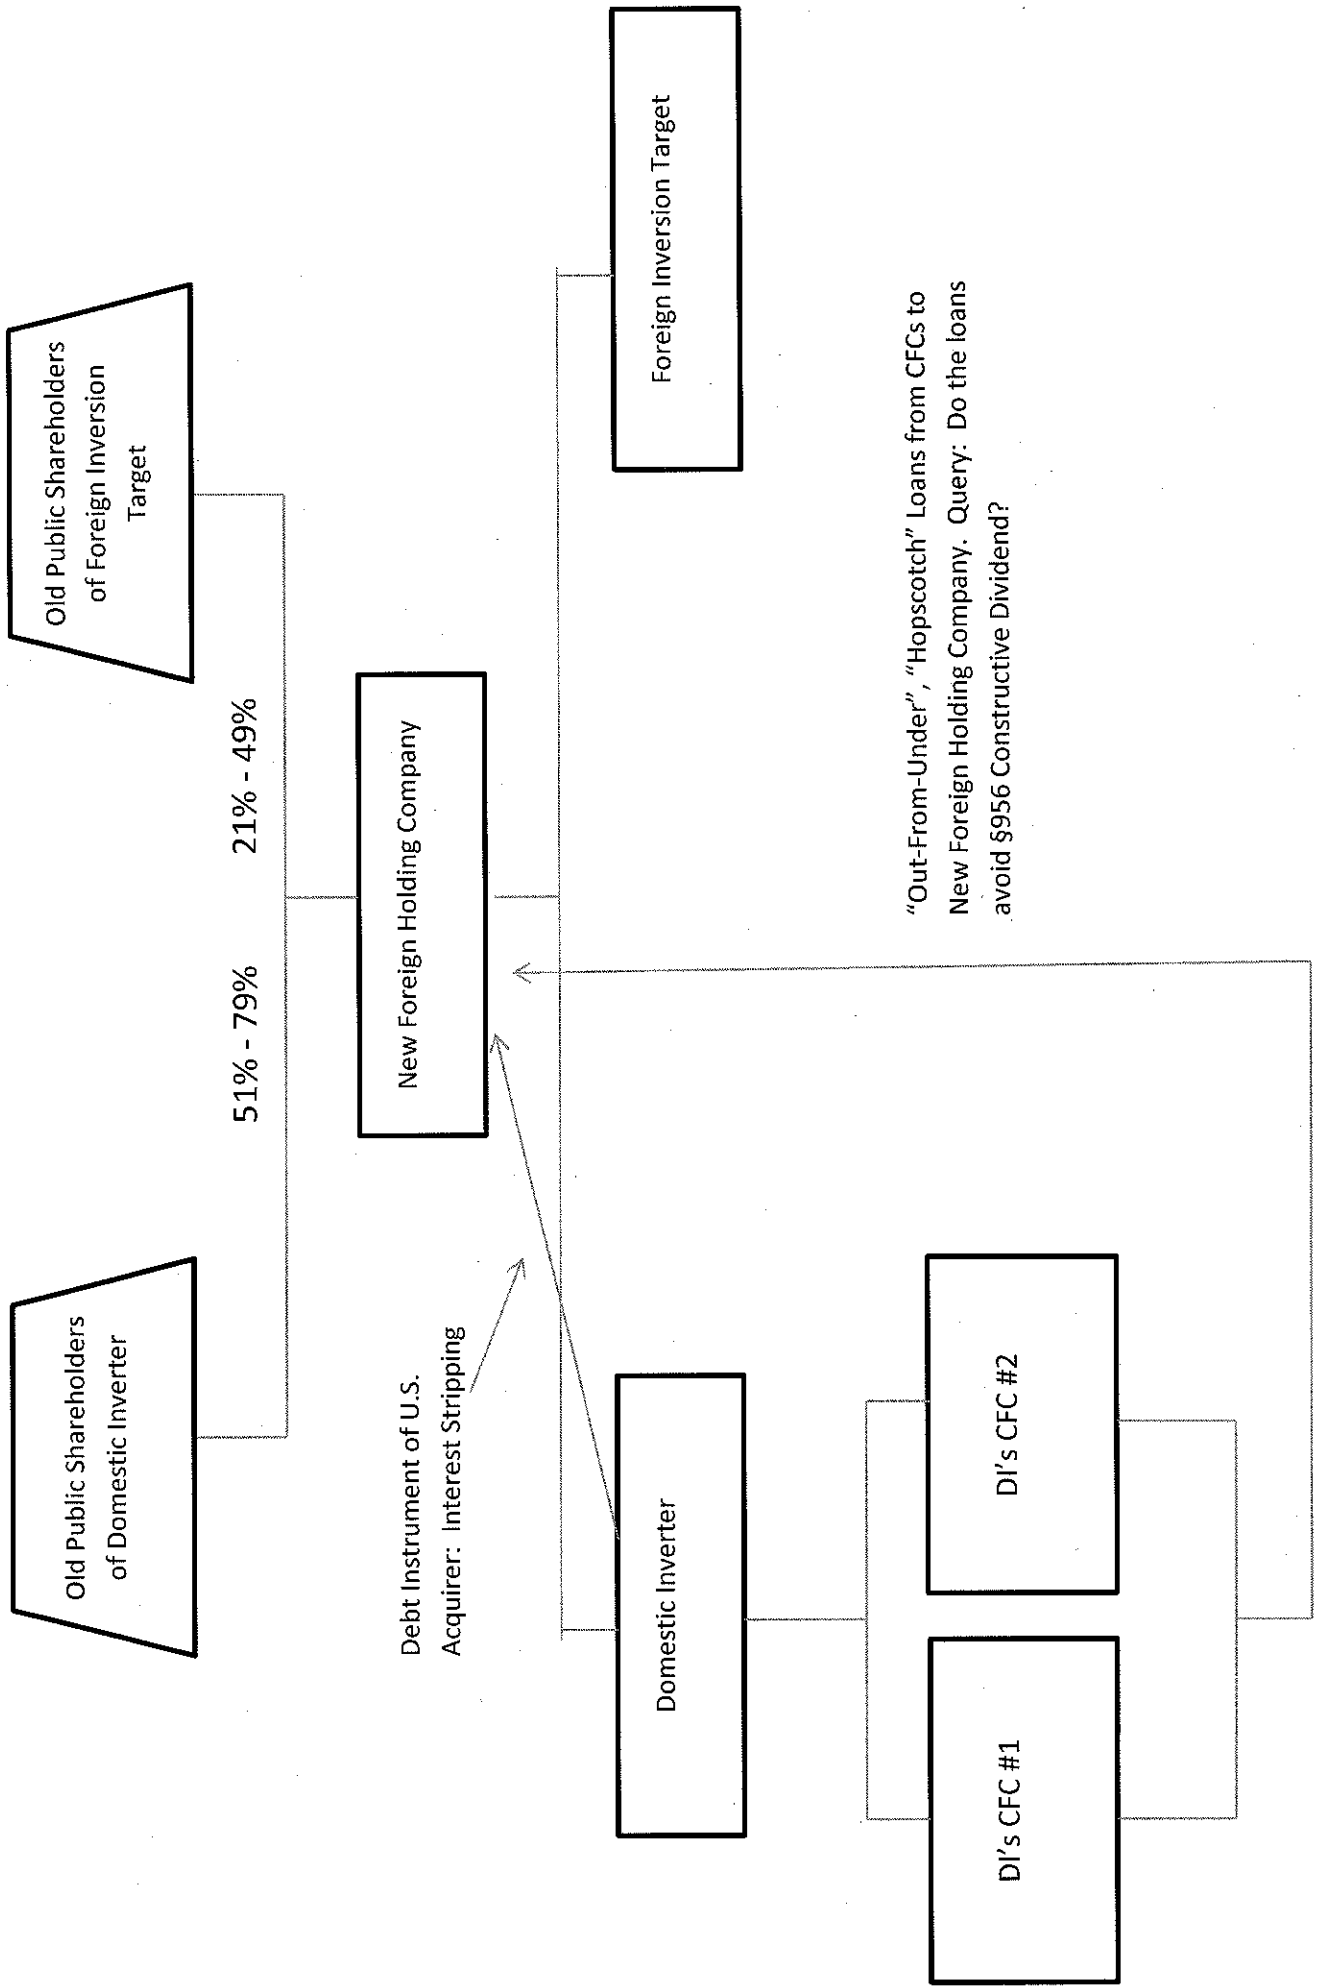 Old Public Shareholders
of Domestic Inverter
Old Public Shareholders
of Foreign Inversion
Target
51% - 79%
21% - 49%
New Foreign Holding Company
Debt Instrument of U.S.
Acquirer: Interest Stripping
Domestic Inverter
Foreign Inversion Target
DI's CFC #1
DI's CFC #2
"Out-From-Under", "Hopscotch" Loans from CFCs to
New Foreign Holding Company. Query: Do the loans
avoid §956 Constructive Dividend?